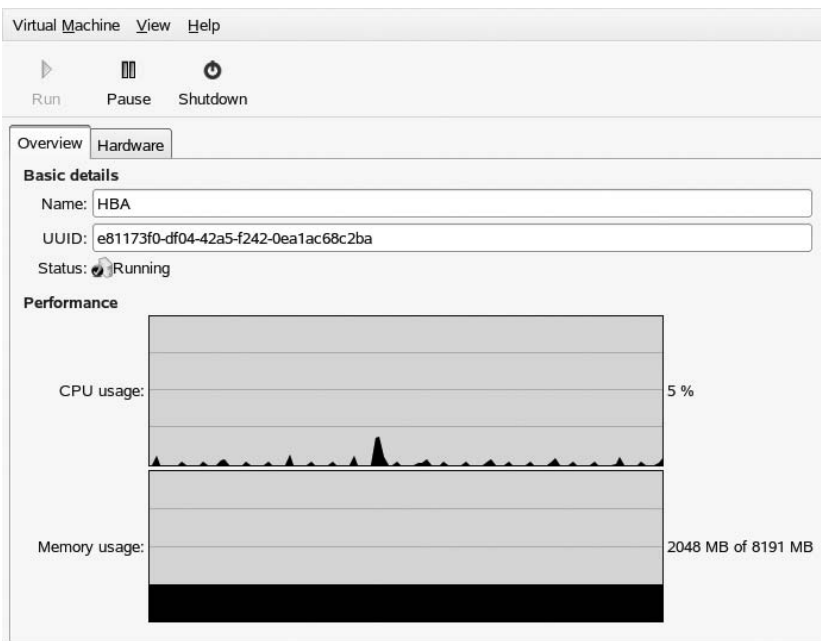 Virtual Machine View Help
Run Pause Shutdown
Overview Hardware
Basic details
Name: HBA
UUID: e81173f0-df04-42a5-f242-0ea1ac68c2ba
Status: Running
Performance
CPU usage: 5 %
Memory usage: 2048 MB of 8191 MB